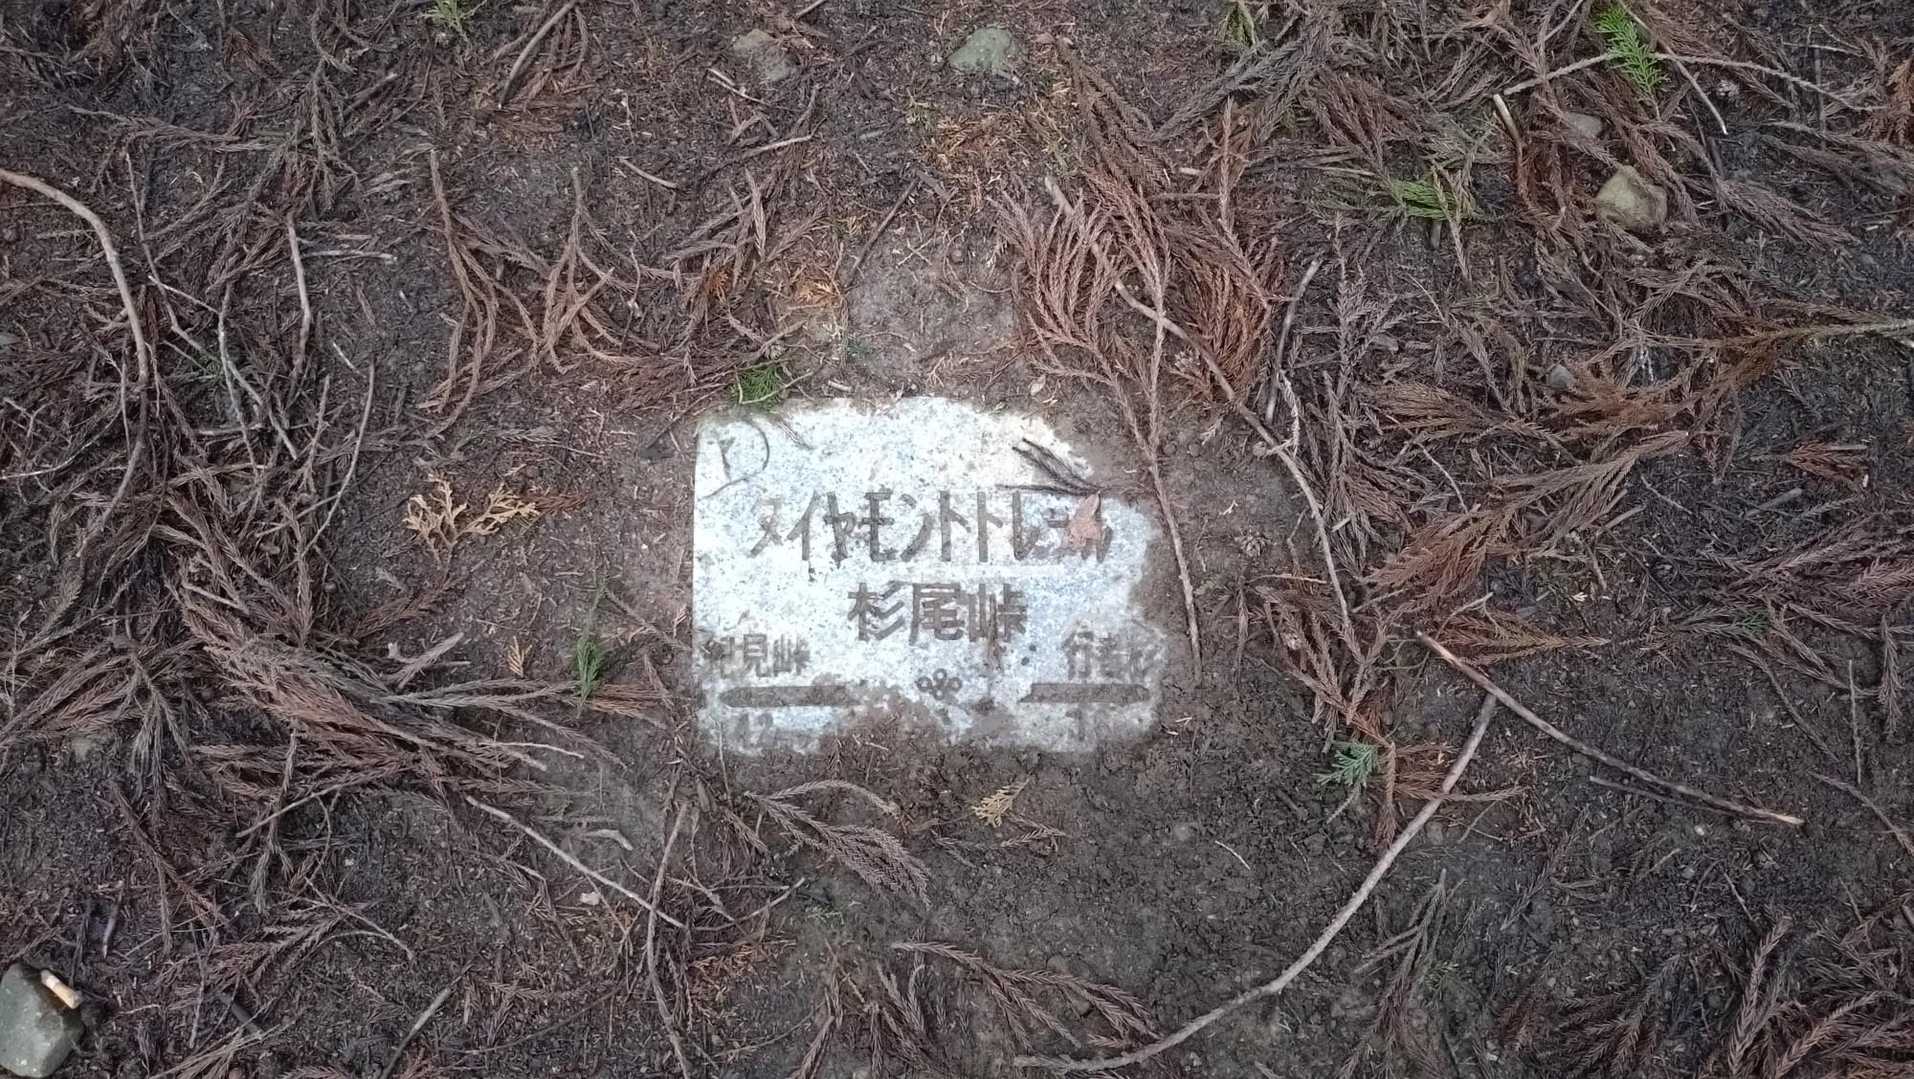 D
ダイヤモンドトレール
杉尾峠
紀見峠 行者杉